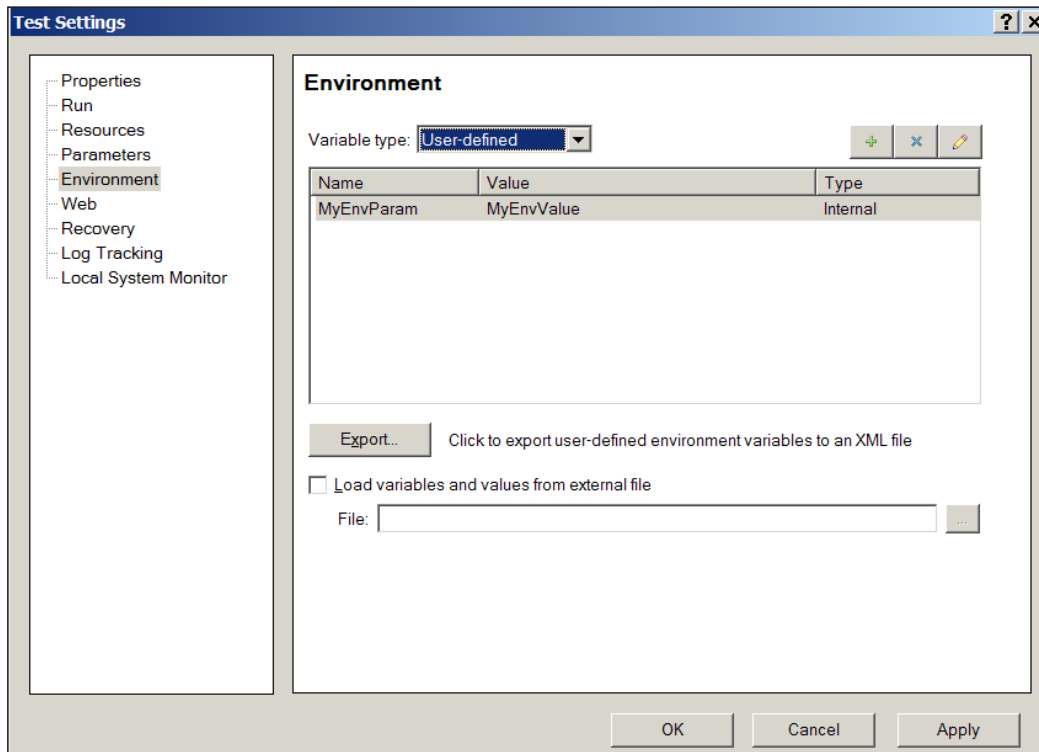 Test Settings
Properties
Run
Resources
Parameters
Environment
Web
Recovery
Log Tracking
Local System Monitor
Environment
Variable type: User-defined
Name Value Type
MyEnvParam MyEnvValue Internal
Export... Click to export user-defined environment variables to an XML file
Load variables and values from external file
File: ...
OK Cancel Apply